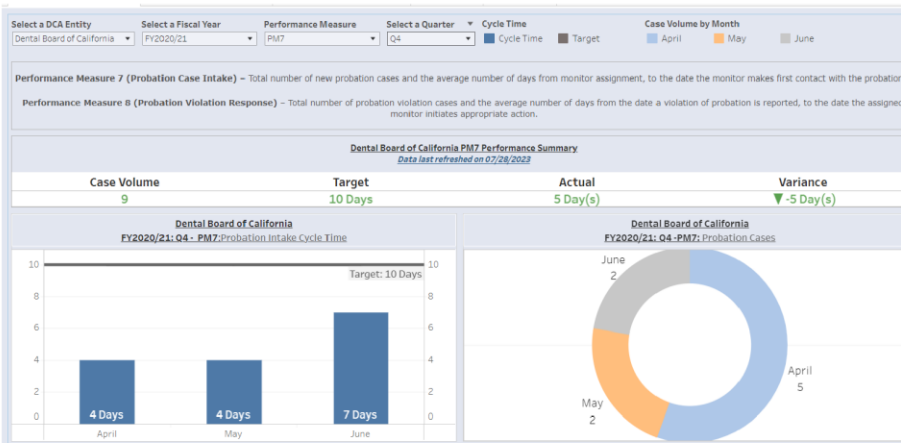 Select a DCA Entity
Select a Fiscal Year
Performance Measure
Select a Quarter
Cycle Time
Case Volume by Month
Dental Board of California
FY2020/21
PM7
Q4
Cycle Time
Target
April
May
June
Performance Measure 7 (Probation Case Intake) – Total number of new probation cases and the average number of days from monitor assignment, to the date the monitor makes first contact with the probation
Performance Measure 8 (Probation Violation Response) – Total number of probation violation cases and the average number of days from the date a violation of probation is reported, to the date the assigned
monitor initiates appropriate action.
Dental Board of California PM7 Performance Summary
Data last refreshed on 07/28/2023
Case Volume
Target
Actual
Variance
9
10 Days
5 Day(s)
▼ -5 Day(s)
Dental Board of California
FY2020/21: Q4 - PM7:Probation Intake Cycle Time
10
8
6
4
2
0
Target: 10 Days
10
8
6
4
2
0
4 Days
4 Days
7 Days
April
May
June
Dental Board of California
FY2020/21: Q4 -PM7: Probation Cases
June
2
April
5
May
2